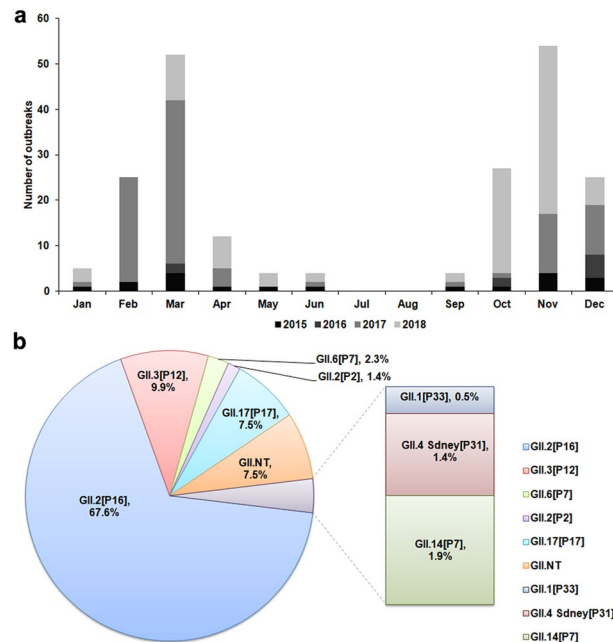 a
Number of outbreaks
60
50
40
30
20
10
0
Jan Feb Mar Apr May Jun Jul Aug Sep Oct Nov Dec
2015 2016 2017 2018
b
GII.3[P12],
9.9%
GII.6[P7], 2.3%
GII.2[P2], 1.4%
GII.17[P17],
7.5%
GII.NT,
7.5%
GII.2[P16],
67.6%
GII.1[P33], 0.5%
GII.4 Sdney[P31],
1.4%
GII.14[P7],
1.9%
GII.2[P16]
GII.3[P12]
GII.6[P7]
GII.2[P2]
GII.17[P17]
GII.NT
GII.1[P33]
GII.4 Sdney[P31]
GII.14[P7]